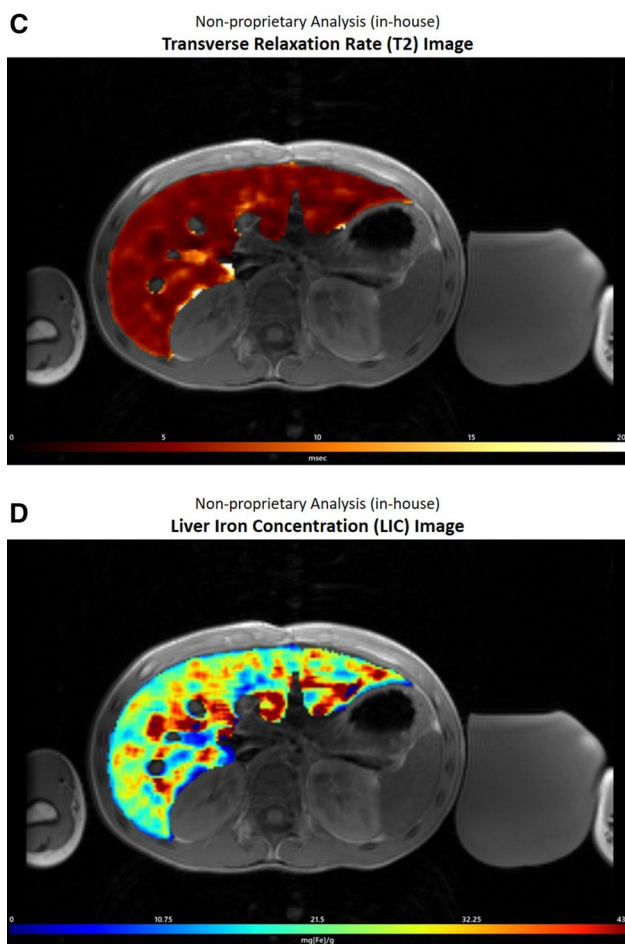 C
Non-proprietary Analysis (in-house)
Transverse Relaxation Rate (T2) Image
0 5 10 15 20
msec
D
Non-proprietary Analysis (in-house)
Liver Iron Concentration (LIC) Image
0 10.75 21.5 32.25 43
mg[Fe]/g